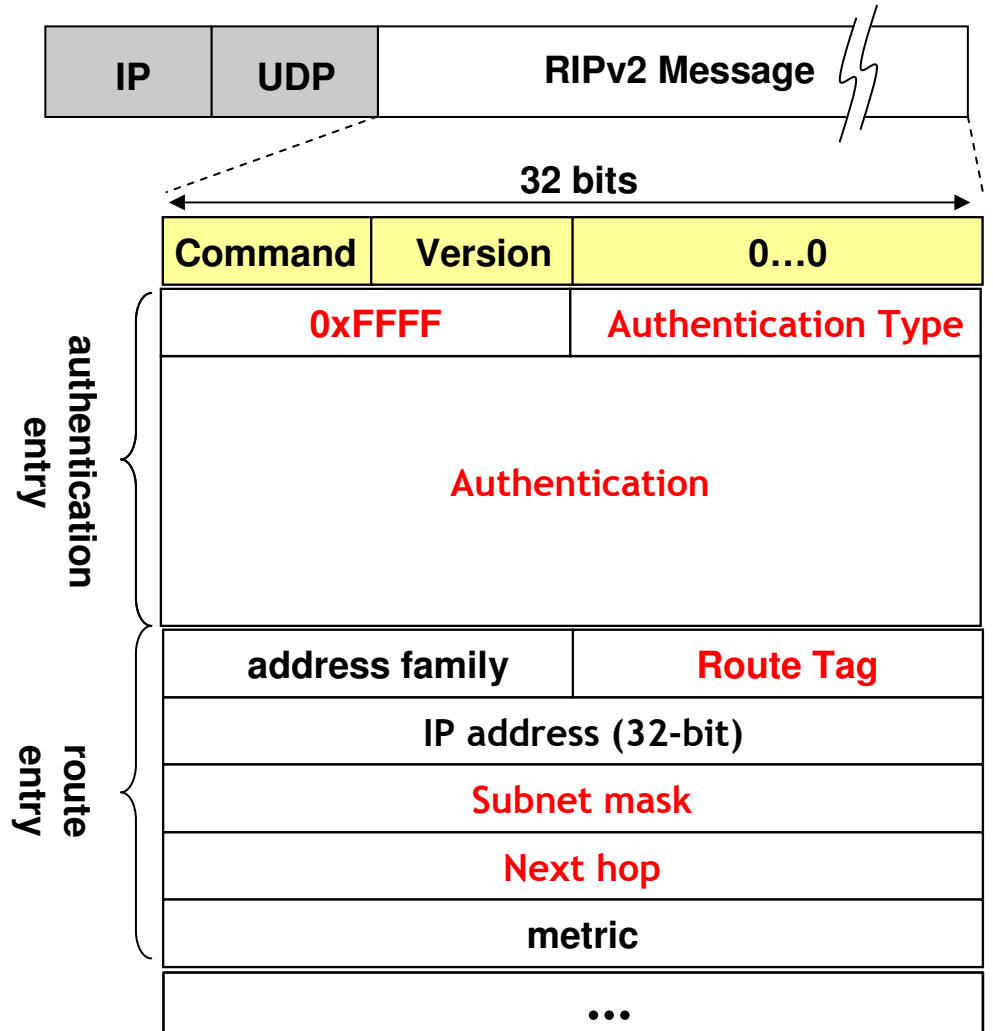 IP UDP RIPv2 Message
32 bits
Command Version 0…0
0xFFFF Authentication Type
authentication
entry
Authentication
address family Route Tag
IP address (32-bit)
route
entry
Subnet mask
Next hop
metric
…